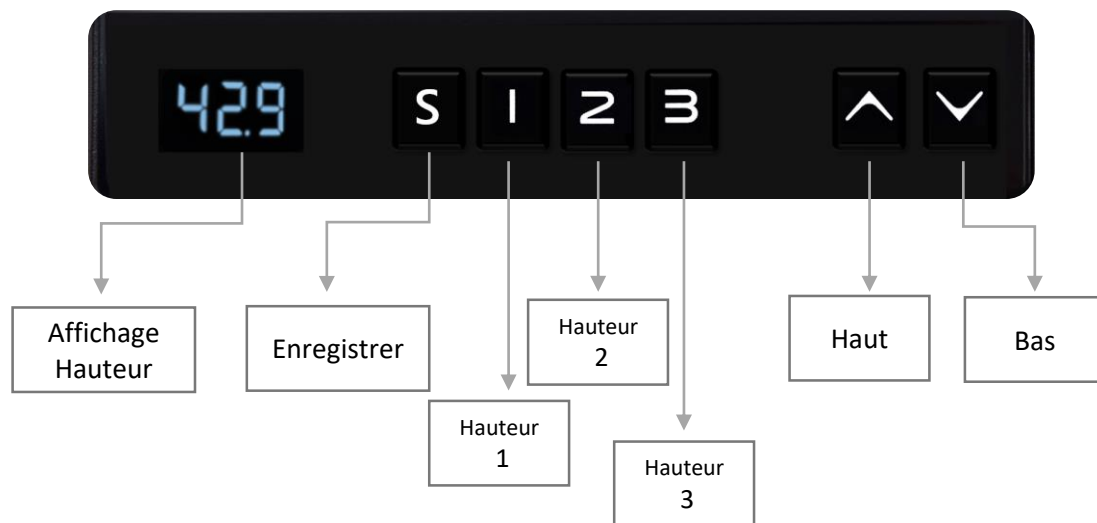 42.9
S 1 2 3
Affichage
Hauteur
Enregistrer
Hauteur
2
Haut
Bas
Hauteur
1
Hauteur
3